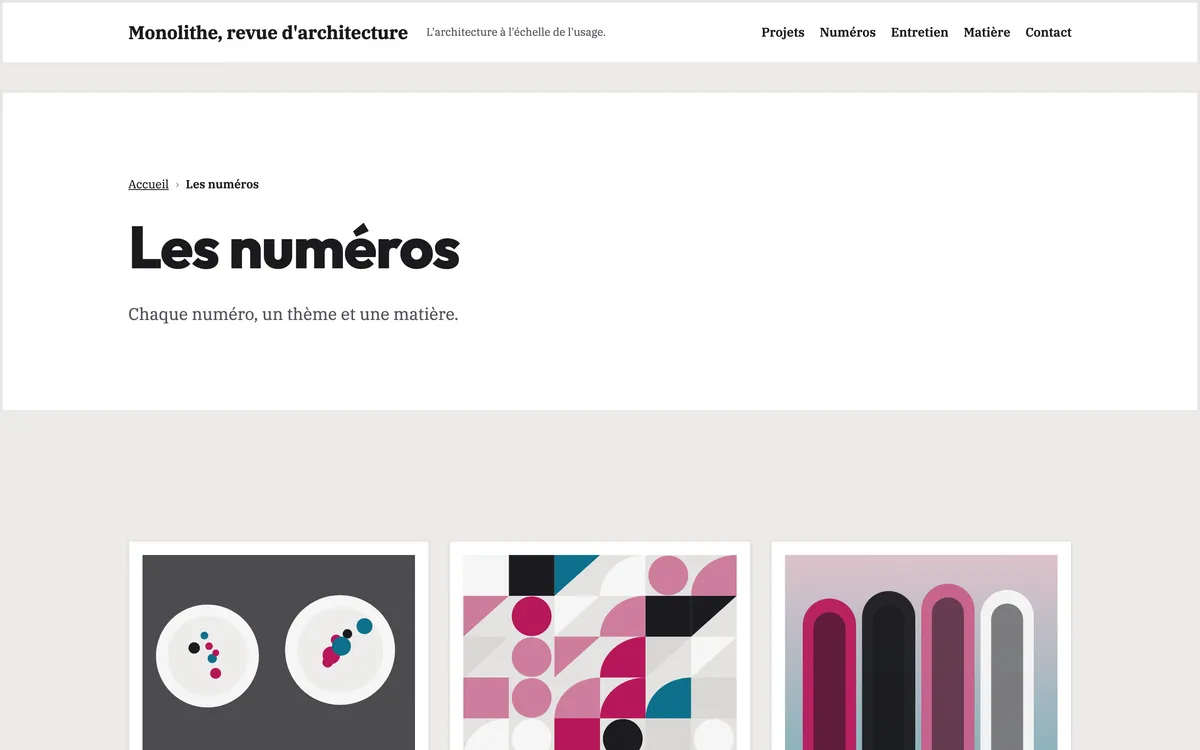 Monolithe, revue d'architecture
L'architecture à l'échelle de l'usage.
Projets Numéros Entretien Matière Contact
Accueil › Les numéros
Les numéros
Chaque numéro, un thème et une matière.